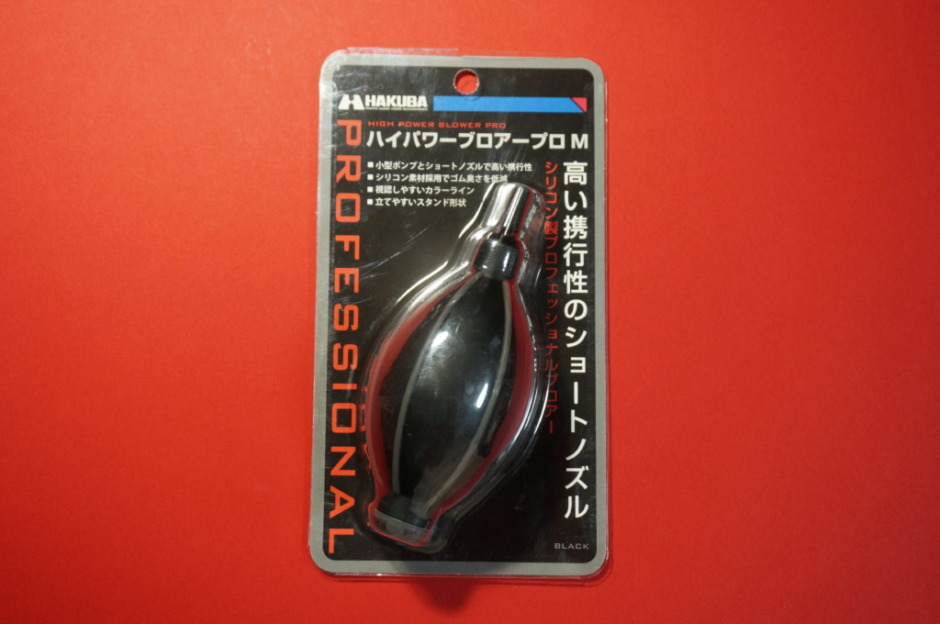 HAKUBA
HIGH POWER BLOWER PRO
ハイパワーブロアープロ M
■ 小型ポンプとショートノズルで高い携行性
■ シリコン素材採用でゴム臭さを低減
■ 視認しやすいカラーライン
■ 立てやすいスタンド形状
高い携行性のショートノズル
シリコン製プロフェッショナルブロアー
PROFESSIONAL
BLACK